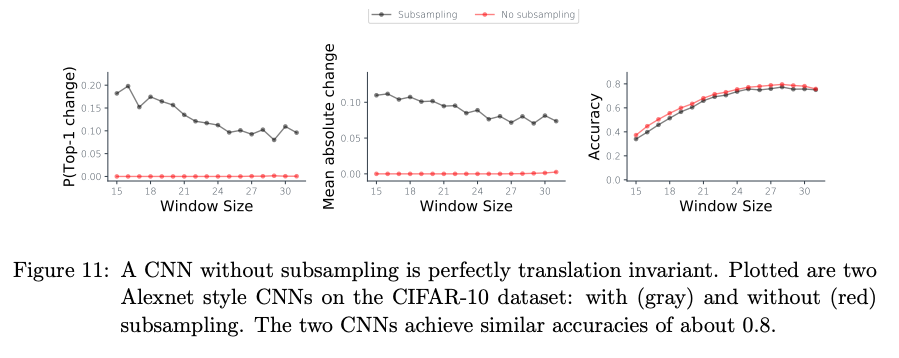 Subsampling No subsampling
P(Top-1 change)
0.20
0.15
0.10
0.05
0.00
15 18 21 24 27 30
Window Size
Mean absolute change
0.10
0.05
0.00
15 18 21 24 27 30
Window Size
Accuracy
0.8
0.6
0.4
0.2
0.0
15 18 21 24 27 30
Window Size
Figure 11: A CNN without subsampling is perfectly translation invariant. Plotted are two
Alexnet style CNNs on the CIFAR-10 dataset: with (gray) and without (red)
subsampling. The two CNNs achieve similar accuracies of about 0.8.